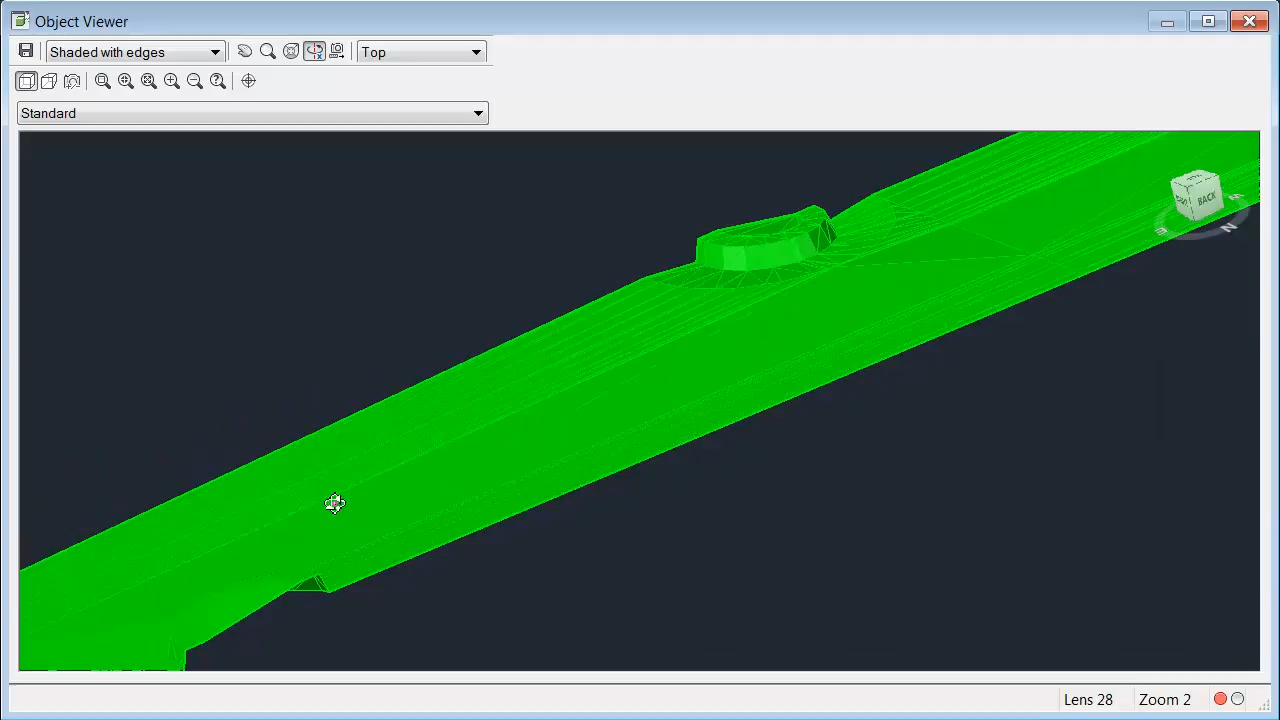 Object Viewer
Shaded with edges
Top
Standard
BACK
N
Lens 28
Zoom 2